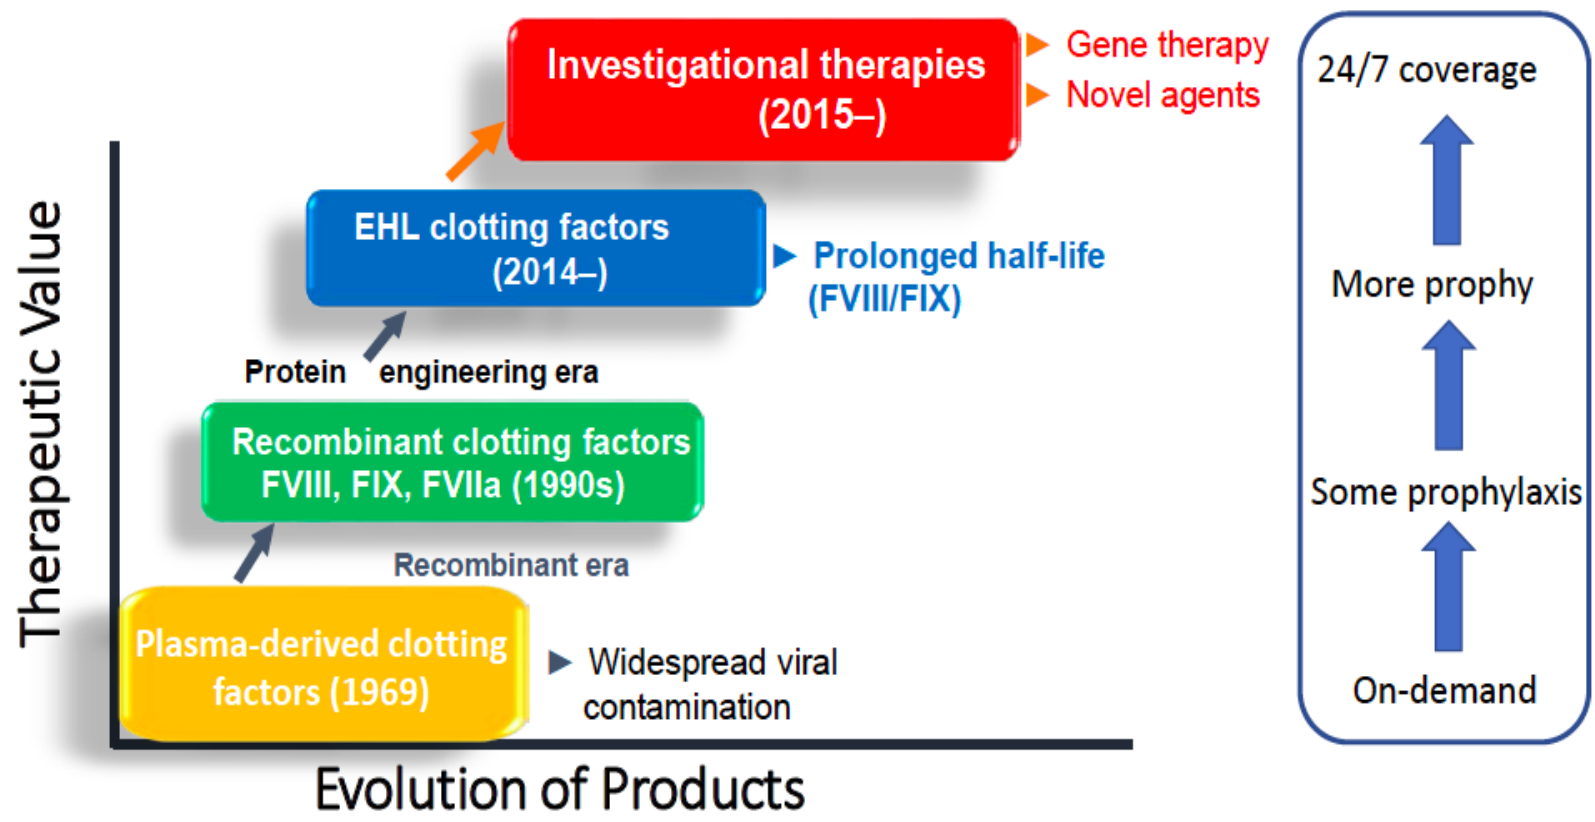 Investigational therapies
(2015–)
Gene therapy
Novel agents
EHL clotting factors
(2014–)
Prolonged half-life
(FVIII/FIX)
Protein engineering era
Recombinant clotting factors
FVIII, FIX, FVIIa (1990s)
Recombinant era
Plasma-derived clotting
factors (1969)
Widespread viral
contamination
Therapeutic Value
Evolution of Products
24/7 coverage
More prophy
Some prophylaxis
On-demand